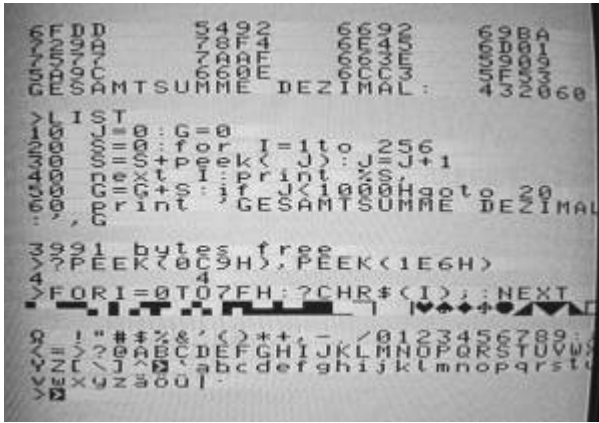 6FDD 5492 6692 69BA
729A 78F4 6E45 6D01
7357 7AAF 663E 5909
5A9C 660E 6CC3 5F53
GESAMTSUMME DEZIMAL: 432060
>LIST
10 J=0:G=0
20 S=0:for I=1to 256
30 S=S+peek( J):J=J+1
40 next I:print %S,
50 G=G+S:if J<1000Hgoto 20
60 print 'GESAMTSUMME DEZIMAL
:',G
3991 bytes free
>?PEEK(0C9H),PEEK(1E6H)
4 4
>FORI=0TO7FH:?CHR$(I);:NEXT
Ω !"#$%&'()*+,-./0123456789:;
<=>?@ABCDEFGHIJKLMNOPQRSTUVWX
YZ[\]^ `abcdefghijklmnopqrstu
vwxyzäöü|
>